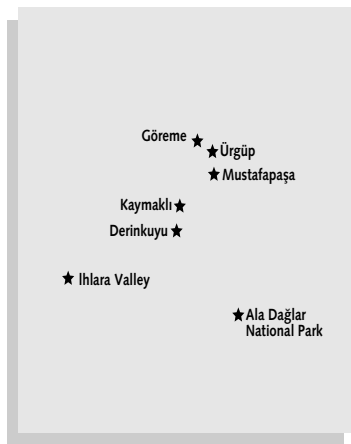 Göreme
Ürgüp
Mustafapaşa
Kaymaklı
Derinkuyu
Ihlara Valley
Ala Dağlar
National Park